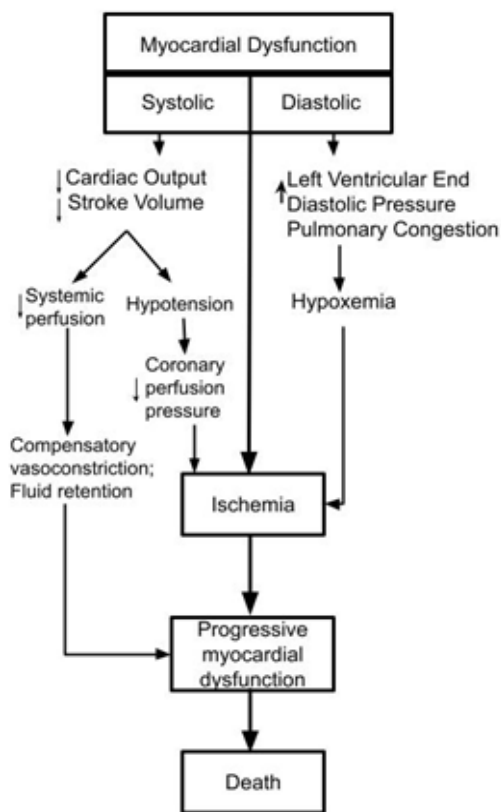 Myocardial Dysfunction
Systolic
Diastolic
↓ Cardiac Output
↓ Stroke Volume
↑ Left Ventricular End
Diastolic Pressure
Pulmonary Congestion
↓ Systemic
perfusion
Hypotension
Hypoxemia
↓ Coronary
perfusion
pressure
Compensatory
vasoconstriction;
Fluid retention
Ischemia
Progressive
myocardial
dysfunction
Death